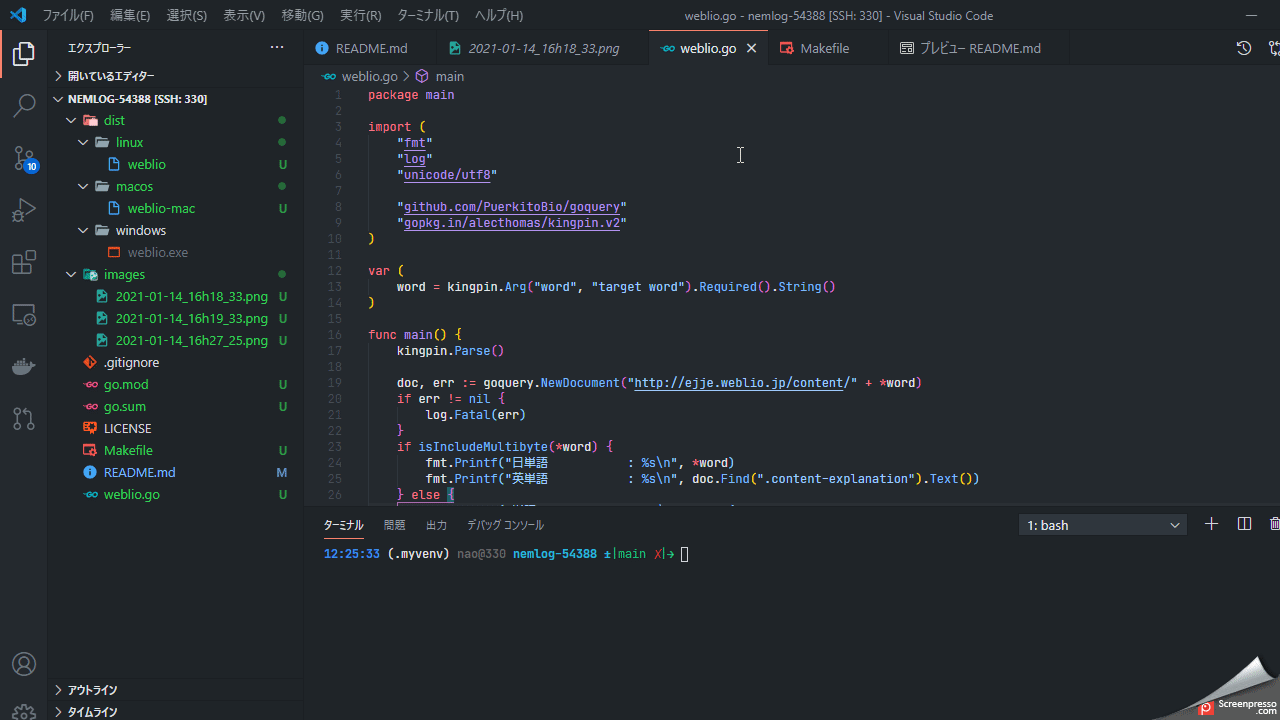 ファイル(F) 編集(E) 選択(S) 表示(V) 移動(G) 実行(R) ターミナル(T) ヘルプ(H) weblio.go - nemlog-54388 [SSH: 330] - Visual Studio Code
エクスプローラー
README.md 2021-01-14_16h18_33.png weblio.go Makefile プレビュー README.md
開いているエディター
NEMLOG-54388 [SSH: 330]
dist
linux
weblio U
macos
weblio-mac U
windows
weblio.exe
images
2021-01-14_16h18_33.png U
2021-01-14_16h19_33.png U
2021-01-14_16h27_25.png U
.gitignore
go.mod U
go.sum U
LICENSE
Makefile U
README.md M
weblio.go U
アウトライン
タイムライン
10
weblio.go > main
1 package main
2
3 import (
4 "fmt"
5 "log"
6 "unicode/utf8"
7
8 "github.com/PuerkitoBio/goquery"
9 "gopkg.in/alecthomas/kingpin.v2"
10 )
11
12 var (
13 word = kingpin.Arg("word", "target word").Required().String()
14 )
15
16 func main() {
17 kingpin.Parse()
18
19 doc, err := goquery.NewDocument("http://ejje.weblio.jp/content/" + *word)
20 if err != nil {
21 log.Fatal(err)
22 }
23 if isIncludeMultibyte(*word) {
24 fmt.Printf("日単語 : %s\n", *word)
25 fmt.Printf("英単語 : %s\n", doc.Find(".content-explanation").Text())
26 } else {
ターミナル 問題 出力 デバッグ コンソール 1: bash
12:25:33 (.myvenv) nao@330 nemlog-54388 ±|main ✗|→
Screenpresso
.com